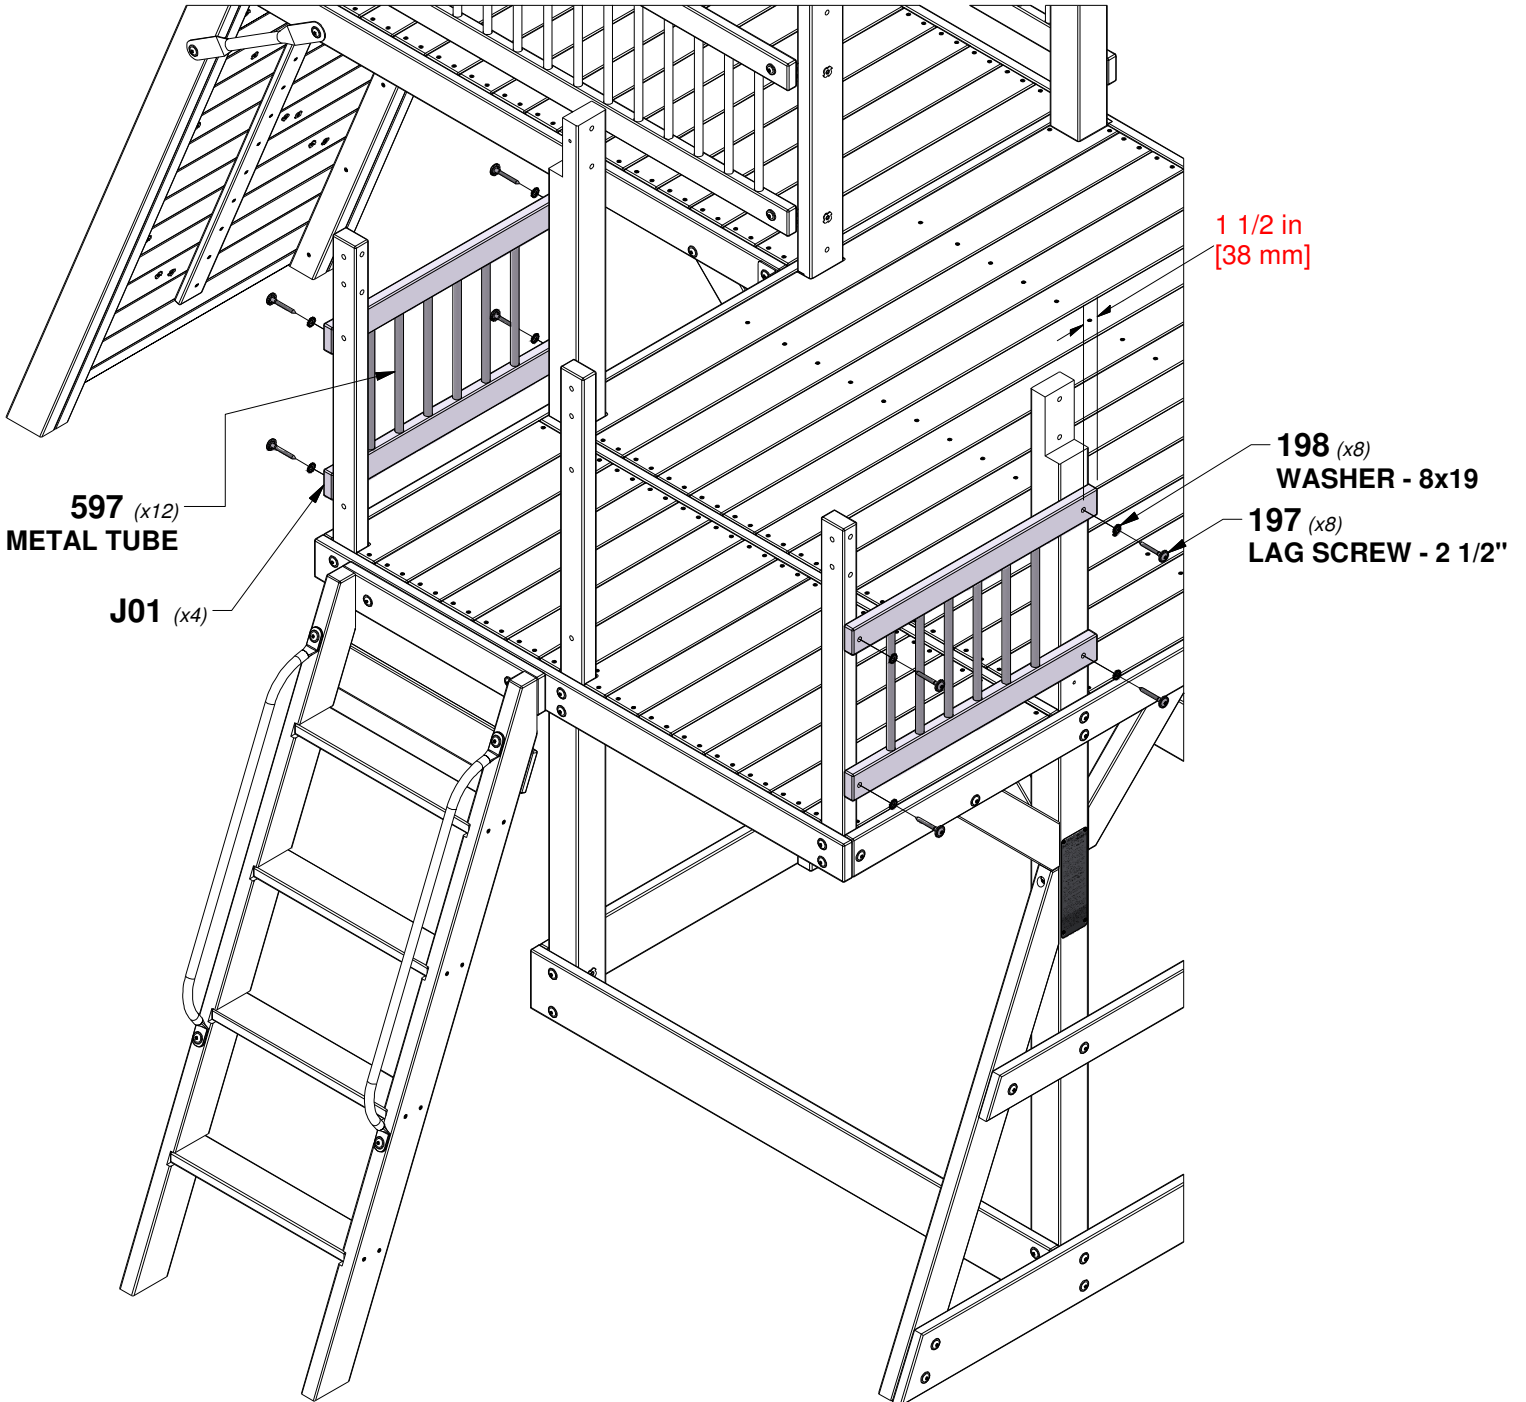 1 1/2 in
[38 mm]
198 (x8)
WASHER - 8x19
197 (x8)
LAG SCREW - 2 1/2"
597 (x12)
METAL TUBE
J01 (x4)